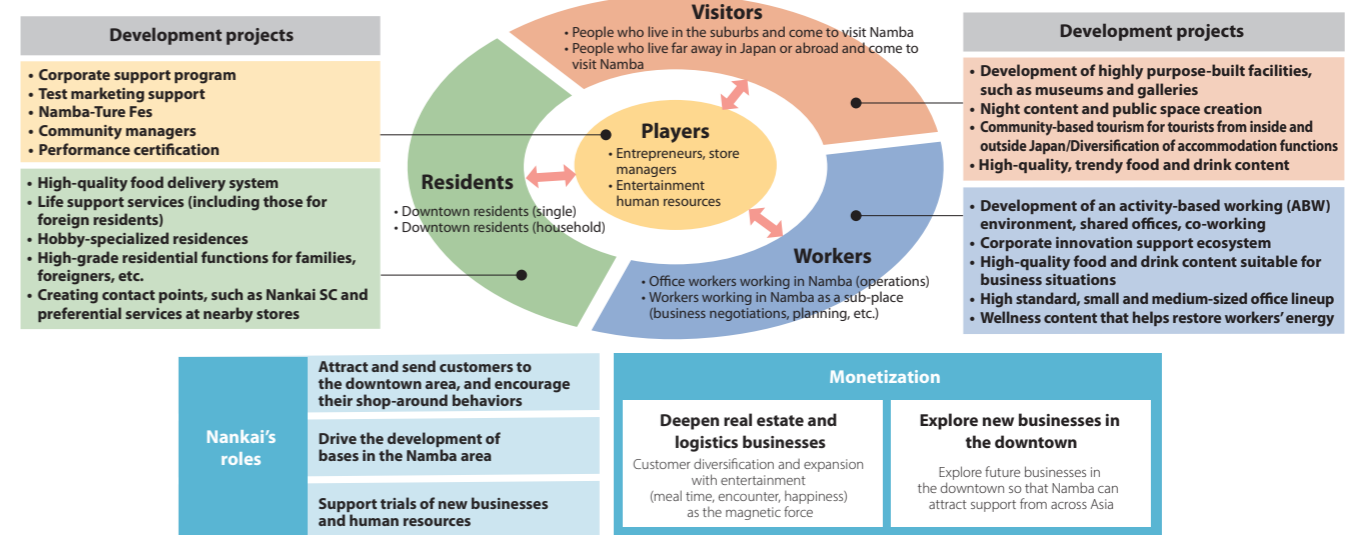 Development projects
• Corporate support program
• Test marketing support
• Namba-Ture Fes
• Community managers
• Performance certification
• High-quality food delivery system
• Life support services (including those for
foreign residents)
• Hobby-specialized residences
• High-grade residential functions for families,
foreigners, etc.
• Creating contact points, such as Nankai SC and
preferential services at nearby stores
Visitors
• People who live in the suburbs and come to visit Namba
• People who live far away in Japan or abroad and come to
visit Namba
Players
• Entrepreneurs, store
managers
• Entertainment
human resources
Residents
• Downtown residents (single)
• Downtown residents (household)
Workers
• Office workers working in Namba (operations)
• Workers working in Namba as a sub-place
(business negotiations, planning, etc.)
Development projects
• Development of highly purpose-built facilities,
such as museums and galleries
• Night content and public space creation
• Community-based tourism for tourists from inside and
outside Japan/Diversification of accommodation functions
• High-quality, trendy food and drink content
• Development of an activity-based working (ABW)
environment, shared offices, co-working
• Corporate innovation support ecosystem
• High-quality food and drink content suitable for
business situations
• High standard, small and medium-sized office lineup
• Wellness content that helps restore workers' energy
Nankai's
roles
Attract and send customers to
the downtown area, and encourage
their shop-around behaviors
Drive the development of
bases in the Namba area
Support trials of new businesses
and human resources
Monetization
Deepen real estate and
logistics businesses
Customer diversification and expansion
with entertainment
(meal time, encounter, happiness)
as the magnetic force
Explore new businesses in
the downtown
Explore future businesses in
the downtown so that Namba can
attract support from across Asia